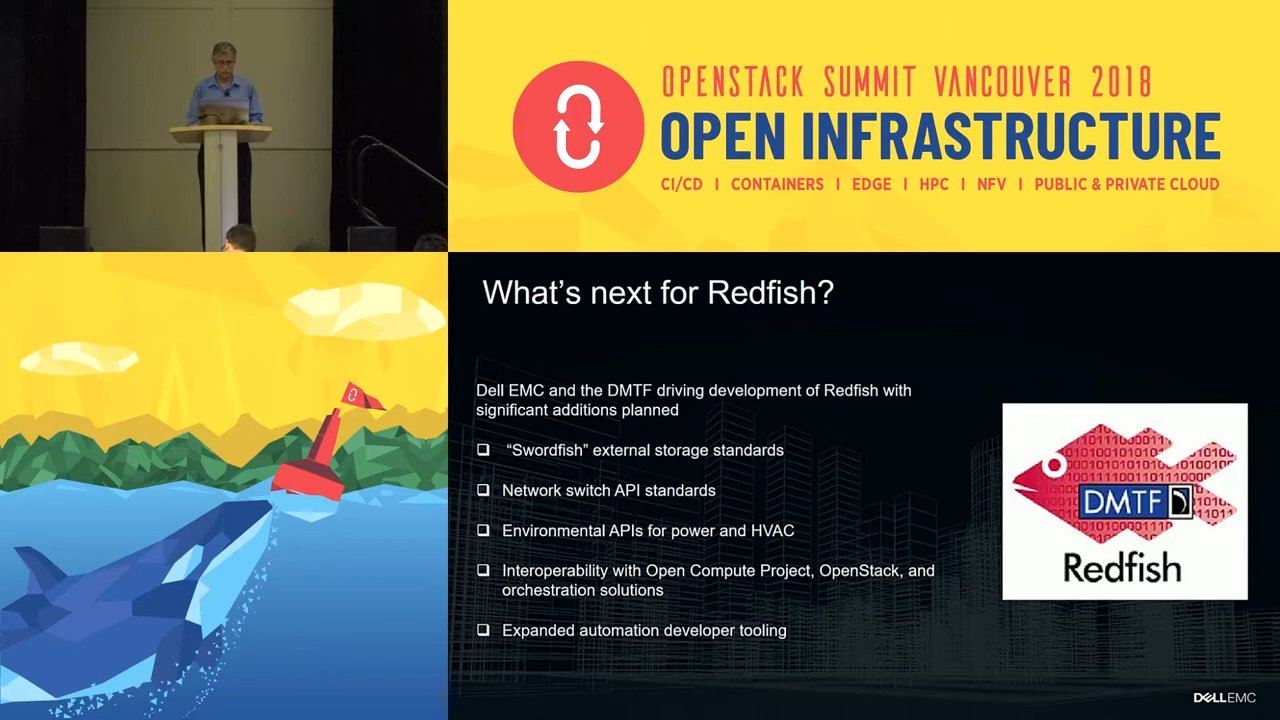 OPENSTACK SUMMIT VANCOUVER 2018
OPEN INFRASTRUCTURE
CI/CD | CONTAINERS | EDGE | HPC | NFV | PUBLIC & PRIVATE CLOUD
What's next for Redfish?
Dell EMC and the DMTF driving development of Redfish with
significant additions planned
❑ “Swordfish” external storage standards
❑ Network switch API standards
❑ Environmental APIs for power and HVAC
❑ Interoperability with Open Compute Project, OpenStack, and
orchestration solutions
❑ Expanded automation developer tooling
DMTF
Redfish
DELLEMC